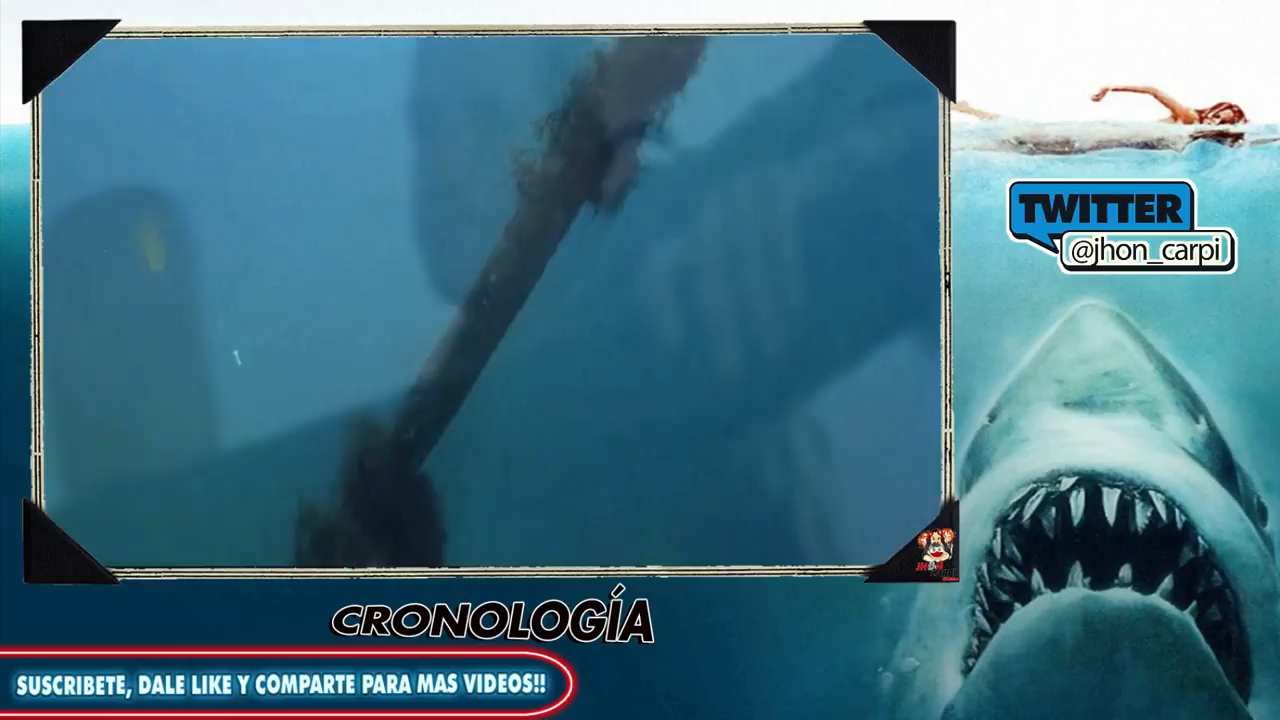 TWITTER
@jhon_carpi
CRONOLOGÍA
SUSCRIBETE, DALE LIKE Y COMPARTE PARA MAS VIDEOS!!